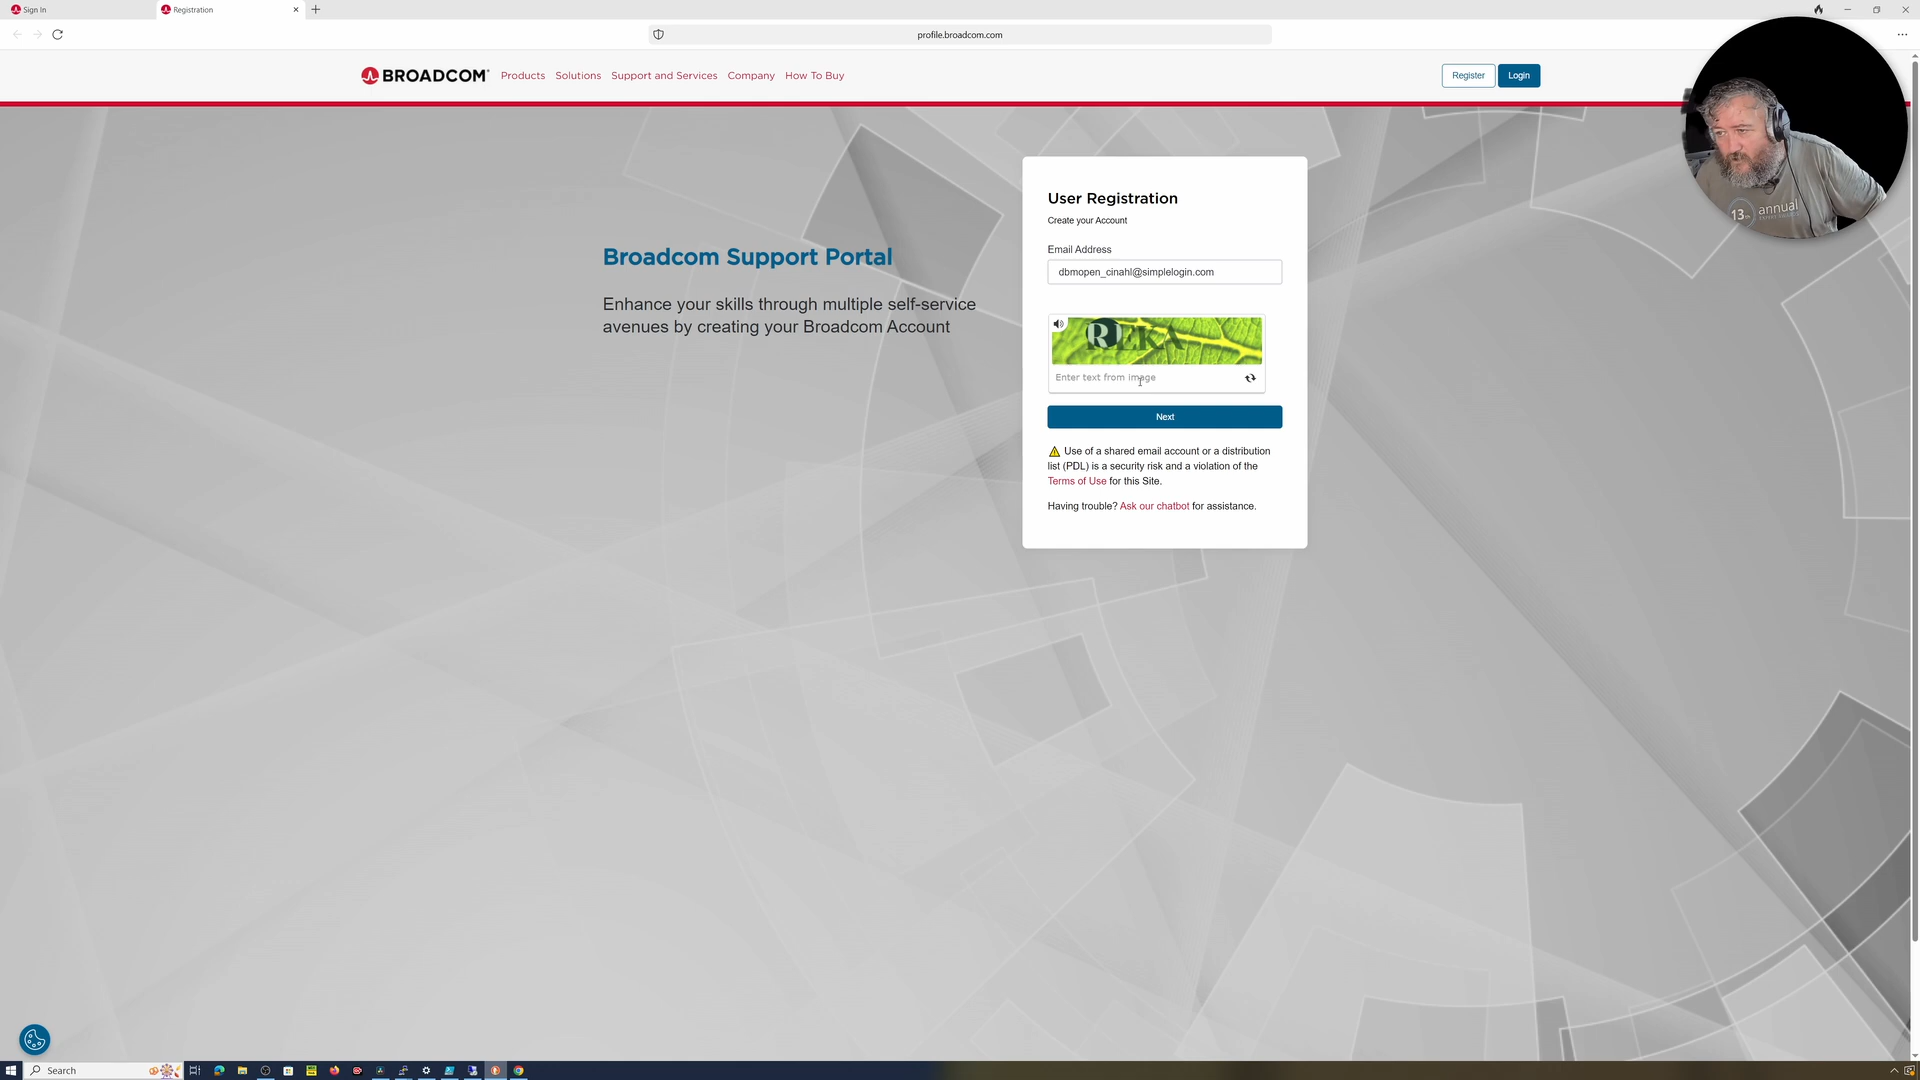 Sign In
Registration
profile.broadcom.com
BROADCOM
Products
Solutions
Support and Services
Company
How To Buy
Register
Login
13th annual
User Registration
Create your Account
Email Address
dbmopen_cinahl@simplelogin.com
Broadcom Support Portal
Enhance your skills through multiple self-service
avenues by creating your Broadcom Account
Enter text from image
Next
Use of a shared email account or a distribution
list (PDL) is a security risk and a violation of the
Terms of Use for this Site.
Having trouble? Ask our chatbot for assistance.
Search